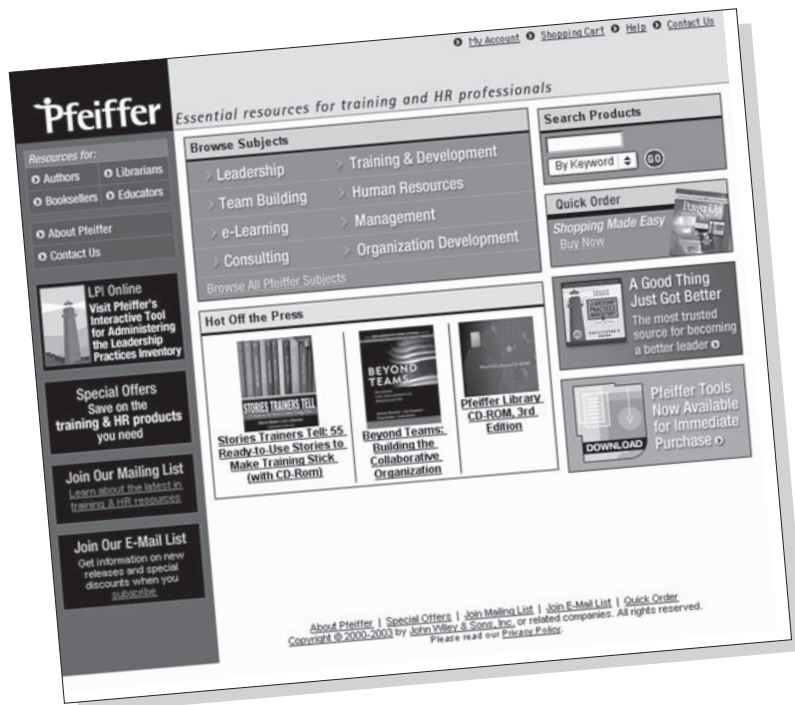 My Account Shopping Cart Help Contact Us
Pfeiffer
Essential resources for training and HR professionals
Resources for:
Authors Librarians
Booksellers Educators
About Pfeiffer
Contact Us
LPI Online
Visit Pfeiffer's
Interactive Tool
for Administering
the Leadership
Practices Inventory
Special Offers
Save on the
training & HR products
you need
Join Our Mailing List
Learn about the latest in
training & HR resources
Join Our E-Mail List
Get information on new
releases and special
discounts when you
subscribe
Browse Subjects
Leadership Training & Development
Team Building Human Resources
e-Learning Management
Consulting Organization Development
Browse All Pfeiffer Subjects
Hot Off the Press
STORIES TRAINERS TELL
Stories Trainers Tell: 55
Ready-to-Use Stories to
Make Training Stick
(with CD-Rom)
BEYOND
TEAMS
Beyond Teams:
Building the
Collaborative
Organization
Pfeiffer Library
CD-ROM, 3rd
Edition
Search Products
By Keyword GO
Quick Order
Shopping Made Easy
Buy Now
A Good Thing
Just Got Better
The most trusted
source for becoming
a better leader
LEADERSHIP
PRACTICES
INVENTORY
DOWNLOAD
Pfeiffer Tools
Now Available
for Immediate
Purchase
About Pfeiffer | Special Offers | Join Mailing List | Join E-Mail List | Quick Order
Copyright © 2000-2003 by John Wiley & Sons, Inc. or related companies. All rights reserved.
Please read our Privacy Policy.